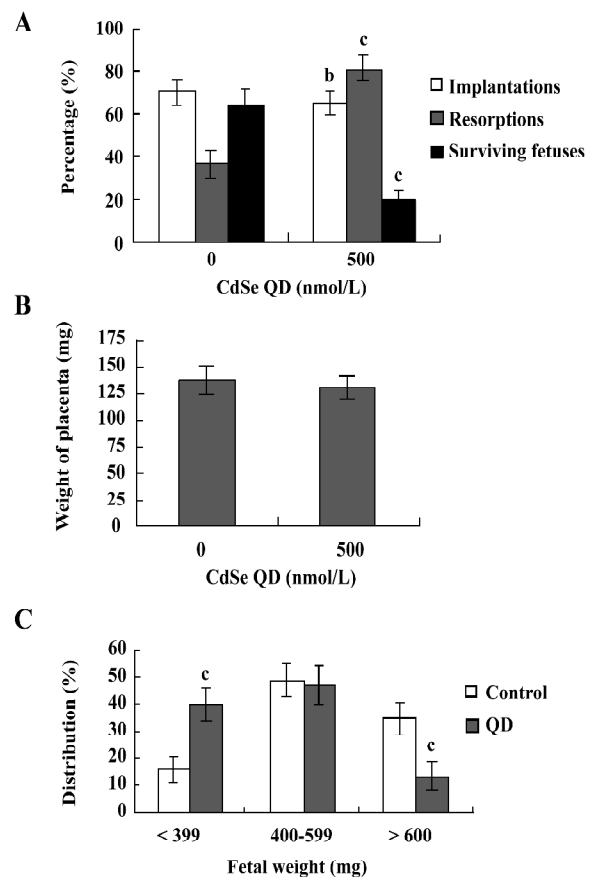 A
Percentage (%)
100
80
60
40
20
0
b
c
c
Implantations
Resorptions
Surviving fetuses
0
500
CdSe QD (nmol/L)
B
Weight of placenta (mg)
175
150
125
100
75
50
25
0
0
500
CdSe QD (nmol/L)
C
Distribution (%)
60
50
40
30
20
10
0
c
c
Control
QD
< 399
400-599
> 600
Fetal weight (mg)